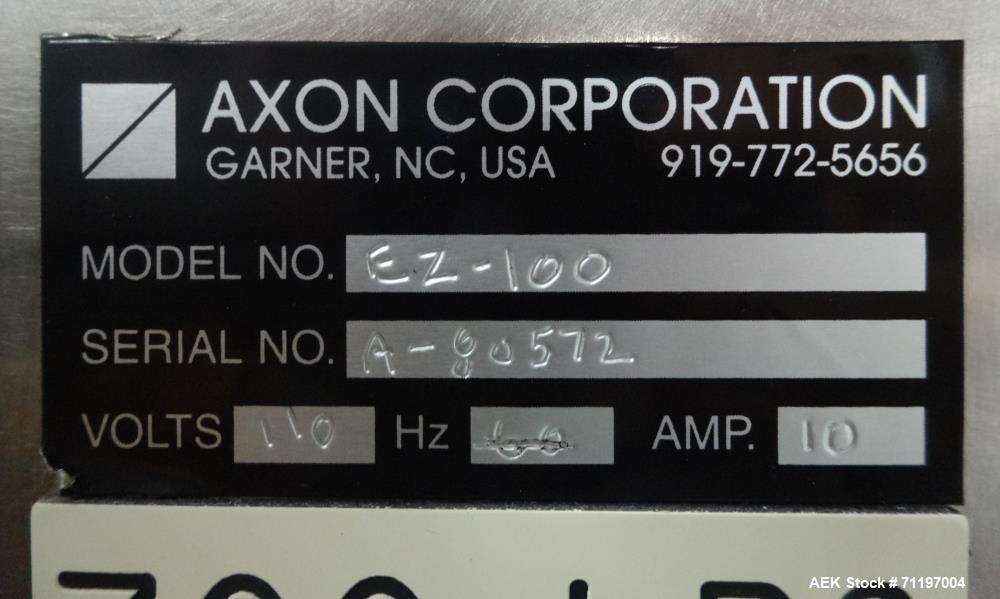 AXON CORPORATION
GARNER, NC, USA 919-772-5656
MODEL NO. EZ-100
SERIAL NO. A-80572
VOLTS 110 Hz 60 AMP. 10
AEK Stock # 71197004